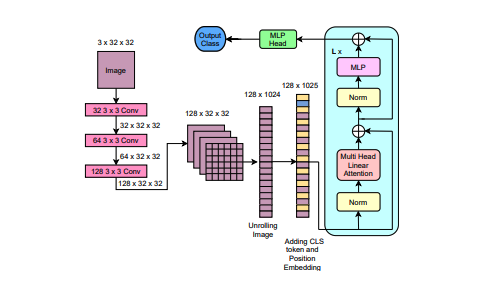 3 x 32 x 32
Image
32 3 x 3 Conv
32 x 32 x 32
64 3 x 3 Conv
64 x 32 x 32
128 3 x 3 Conv
128 x 32 x 32
128 x 32 x 32
128 x 1024
Unrolling
Image
128 x 1025
Adding CLS
token and
Position
Embedding
Norm
Multi Head
Linear
Attention
Norm
MLP
L x
MLP
Head
Output
Class